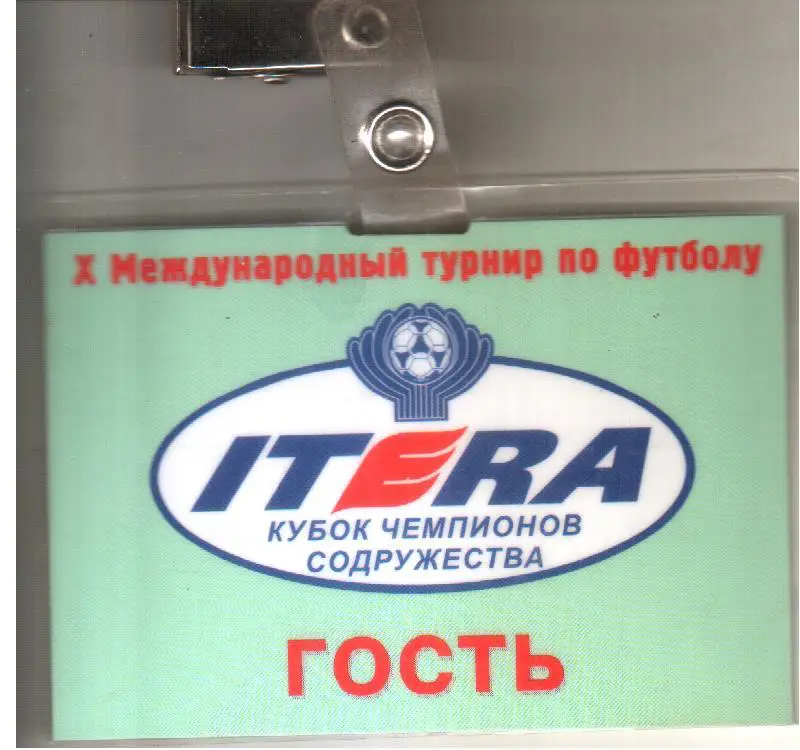 X Международный турнир по футболу
ITERA
КУБОК ЧЕМПИОНОВ
СОДРУЖЕСТВА
ГОСТЬ